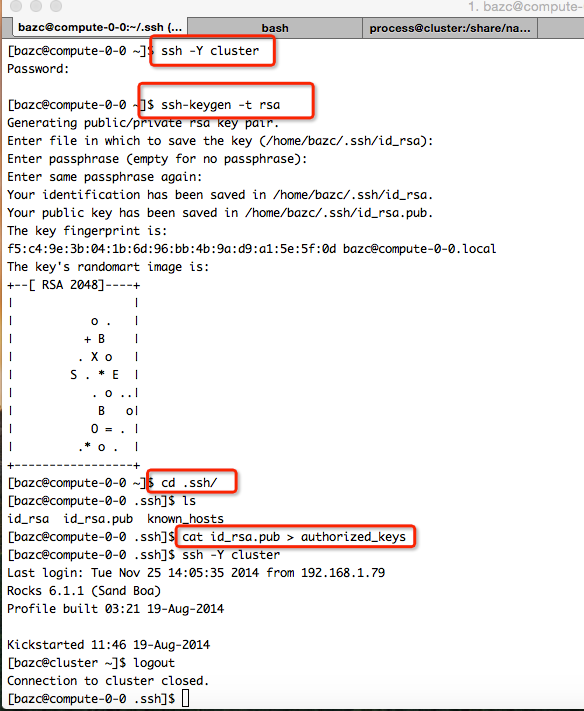 1. bazc@compute-0-0:~
bazc@compute-0-0:~/.ssh (... bash process@cluster:/share/na...
[bazc@compute-0-0 ~]$ ssh -Y cluster
Password:
[bazc@compute-0-0 ~]$ ssh-keygen -t rsa
Generating public/private rsa key pair.
Enter file in which to save the key (/home/bazc/.ssh/id_rsa):
Enter passphrase (empty for no passphrase):
Enter same passphrase again:
Your identification has been saved in /home/bazc/.ssh/id_rsa.
Your public key has been saved in /home/bazc/.ssh/id_rsa.pub.
The key fingerprint is:
f5:c4:9e:3b:04:1b:6d:96:bb:4b:9a:d9:a1:5e:5f:0d bazc@compute-0-0.local
The key's randomart image is:
+--[ RSA 2048]----+
|                 |
|           o .   |
|          + B    |
|         . X o   |
|        S . * E  |
|           . o ..|
|            B   o|
|           O = . |
|         .* o .  |
+-----------------+
[bazc@compute-0-0 ~]$ cd .ssh/
[bazc@compute-0-0 .ssh]$ ls
id_rsa  id_rsa.pub  known_hosts
[bazc@compute-0-0 .ssh]$ cat id_rsa.pub > authorized_keys
[bazc@compute-0-0 .ssh]$ ssh -Y cluster
Last login: Tue Nov 25 14:05:35 2014 from 192.168.1.79
Rocks 6.1.1 (Sand Boa)
Profile built 03:21 19-Aug-2014
Kickstarted 11:46 19-Aug-2014
[bazc@cluster ~]$ logout
Connection to cluster closed.
[bazc@compute-0-0 .ssh]$